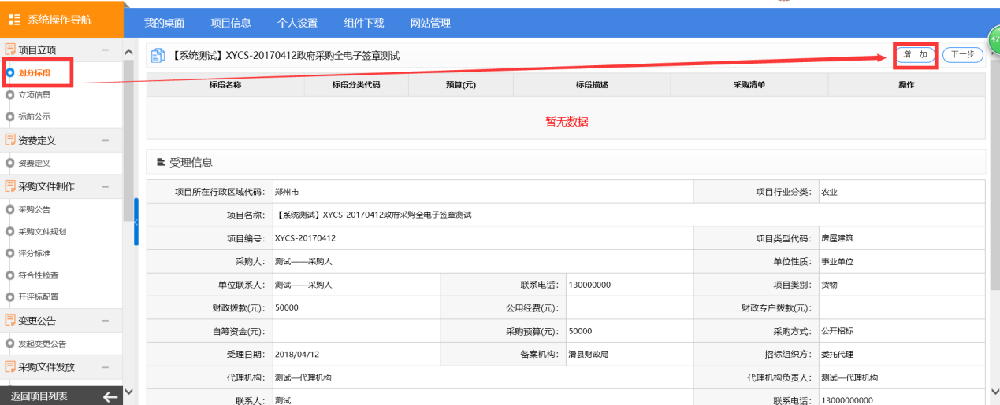 系统操作导航
我的桌面 项目信息 个人设置 组件下载 网站管理
项目立项
划分标段
立项信息
标前公示
资费定义
资费定义
采购文件制作
采购公告
采购文件规划
评分标准
符合性检查
开评标配置
变更公告
发起变更公告
采购文件发放
返回项目列表
【系统测试】XYCS-20170412政府采购全电子签章测试
增 加 下一步
47
标段名称 标段分类代码 预算(元) 标段描述 采购清单 操作
暂无数据
受理信息
项目所在行政区域代码： 郑州市 项目行业分类： 农业
项目名称： 【系统测试】XYCS-20170412政府采购全电子签章测试
项目编号： XYCS-20170412 项目类型代码： 房屋建筑
采购人： 测试——采购人 单位性质： 事业单位
单位联系人： 测试——采购人 联系电话： 130000000 项目类别： 货物
财政拨款(元)： 50000 公用经费(元)： 财政专户拨款(元)：
自筹资金(元)： 采购预算(元)： 50000 采购方式： 公开招标
受理日期： 2018/04/12 备案机构： 滑县财政局 招标组织方： 委托代理
代理机构： 测试—代理机构 代理机构负责人： 测试—代理机构
联系人： 测试 联系电话： 13000000000